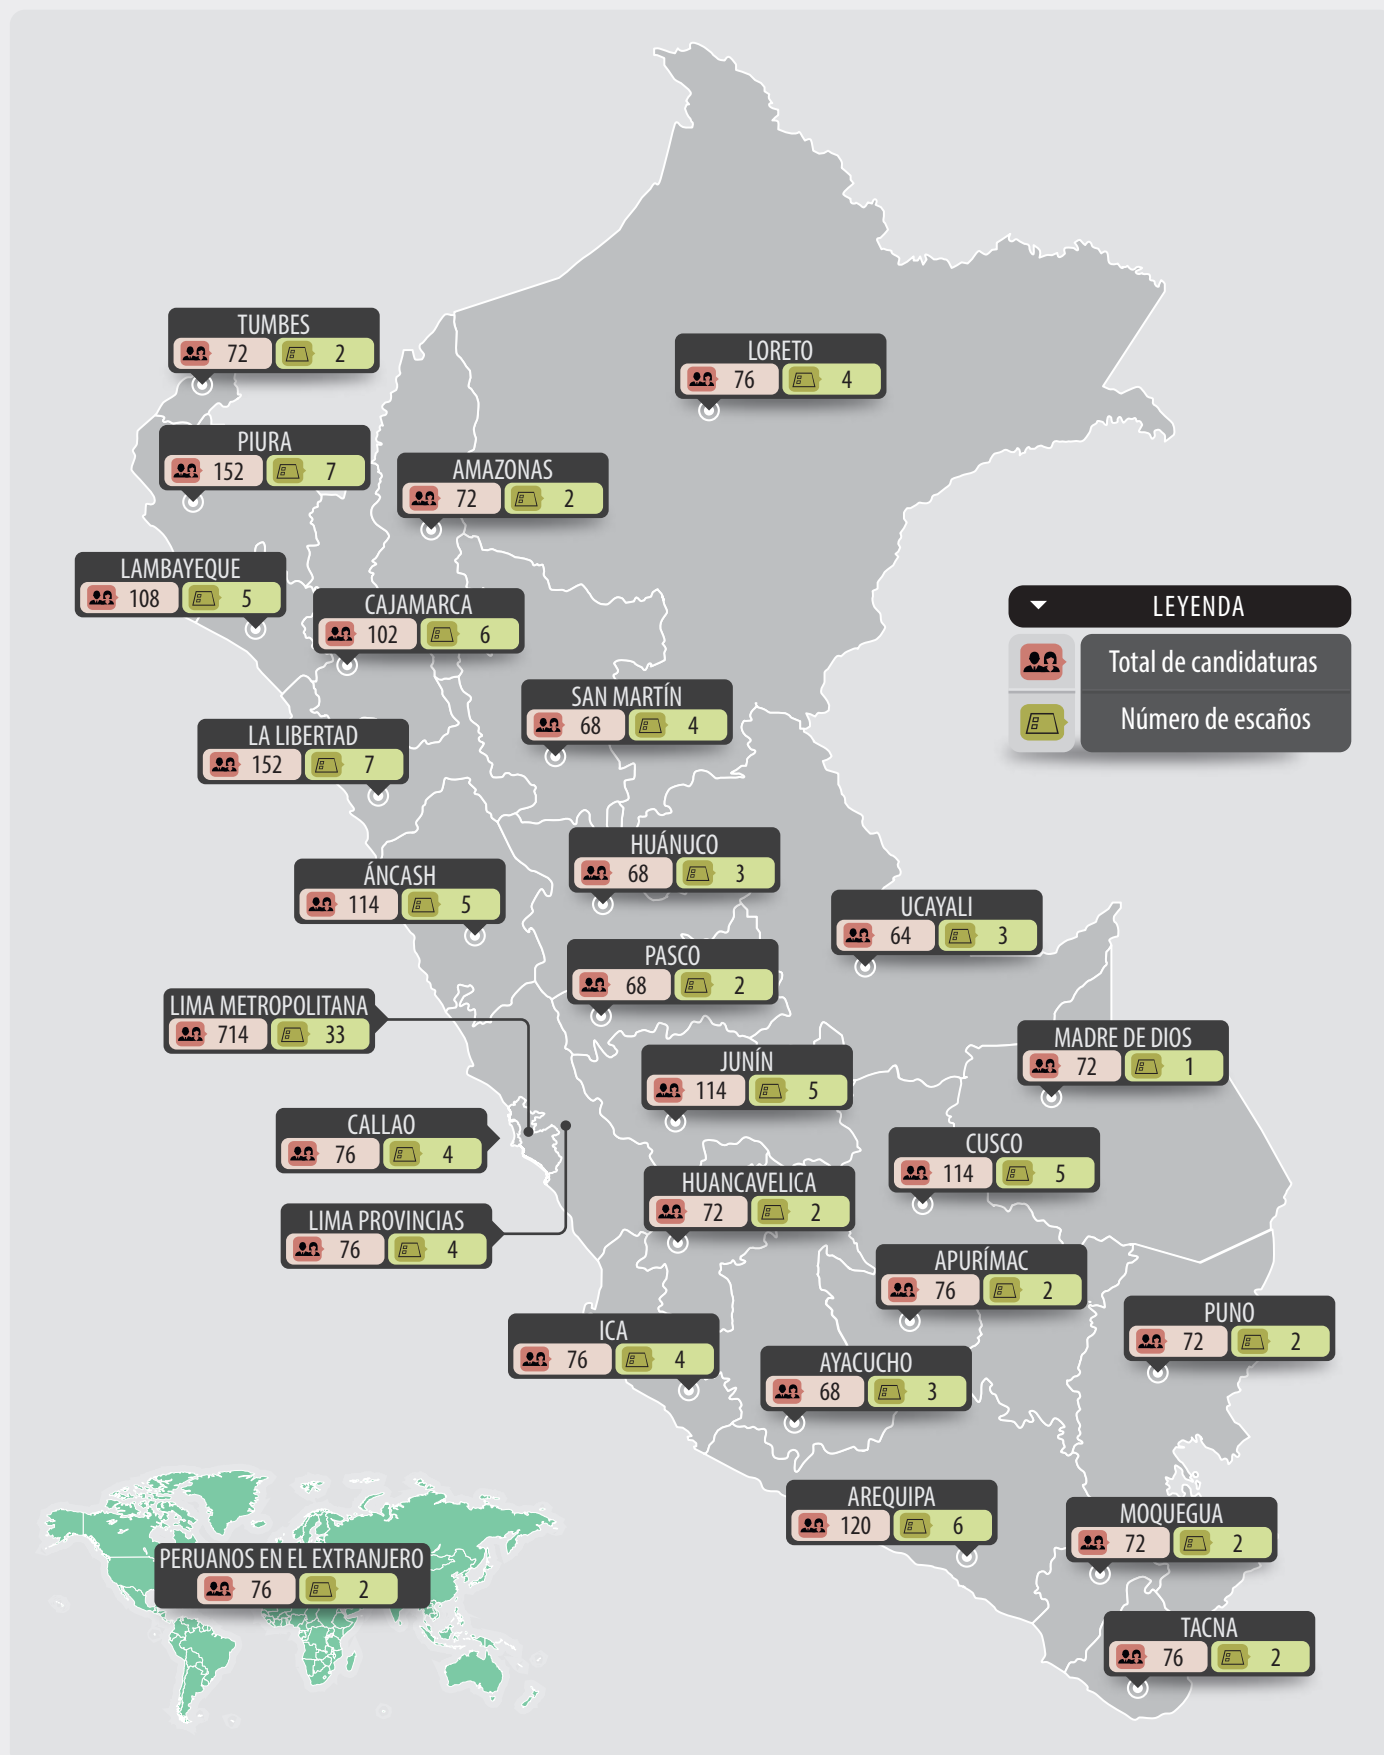 TUMBES
72 2
LORETO
76 4
PIURA
152 7
AMAZONAS
72 2
LAMBAYEQUE
108 5
CAJAMARCA
102 6
LEYENDA
Total de candidaturas
Número de escaños
SAN MARTÍN
68 4
LA LIBERTAD
152 7
HUÁNUCO
68 3
ÁNCASH
114 5
UCAYALI
64 3
PASCO
68 2
LIMA METROPOLITANA
714 33
MADRE DE DIOS
72 1
JUNÍN
114 5
CALLAO
76 4
CUSCO
114 5
HUANCAVELICA
72 2
LIMA PROVINCIAS
76 4
APURÍMAC
76 2
PUNO
72 2
ICA
76 4
AYACUCHO
68 3
AREQUIPA
120 6
MOQUEGUA
72 2
PERUANOS EN EL EXTRANJERO
76 2
TACNA
76 2